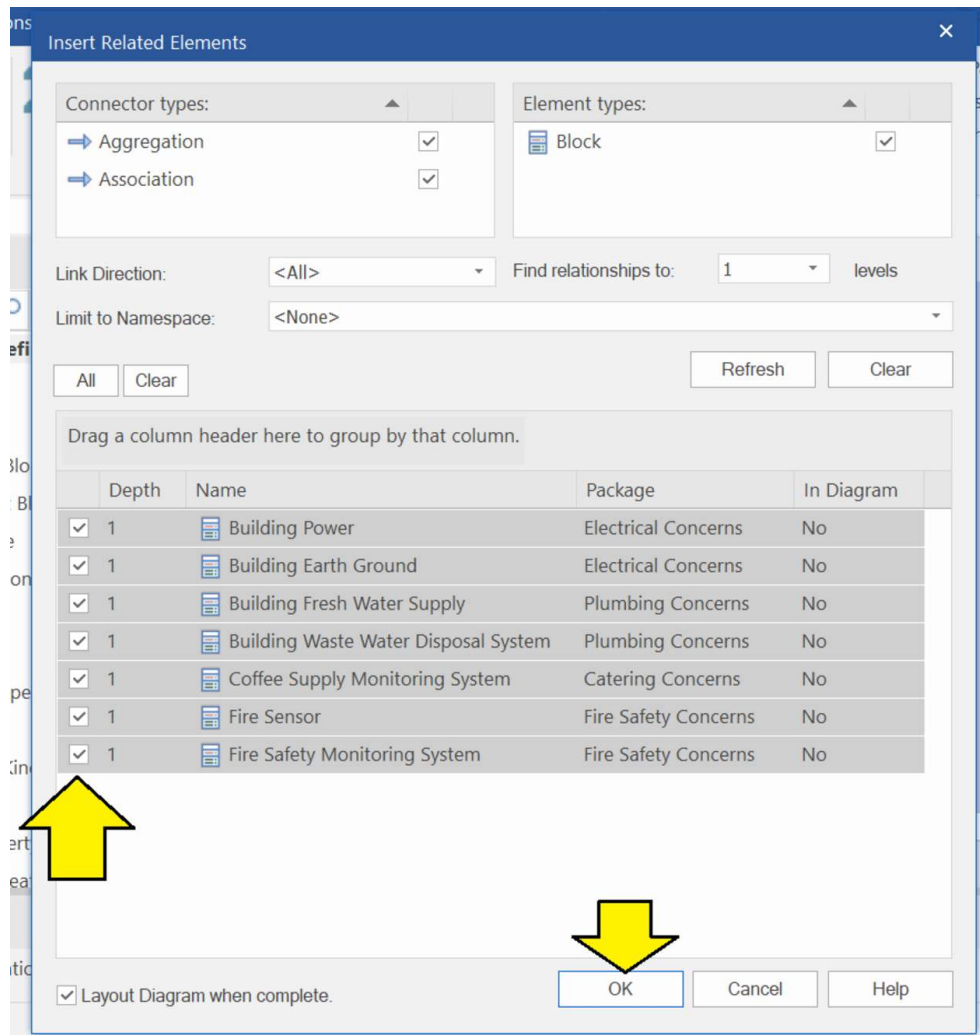 Insert Related Elements
Connector types:
Aggregation
Association
Element types:
Block
Link Direction: <All> Find relationships to: 1 levels
Limit to Namespace: <None>
All Clear Refresh Clear
Drag a column header here to group by that column.
Depth Name Package In Diagram
1 Building Power Electrical Concerns No
1 Building Earth Ground Electrical Concerns No
1 Building Fresh Water Supply Plumbing Concerns No
1 Building Waste Water Disposal System Plumbing Concerns No
1 Coffee Supply Monitoring System Catering Concerns No
1 Fire Sensor Fire Safety Concerns No
1 Fire Safety Monitoring System Fire Safety Concerns No
Layout Diagram when complete. OK Cancel Help